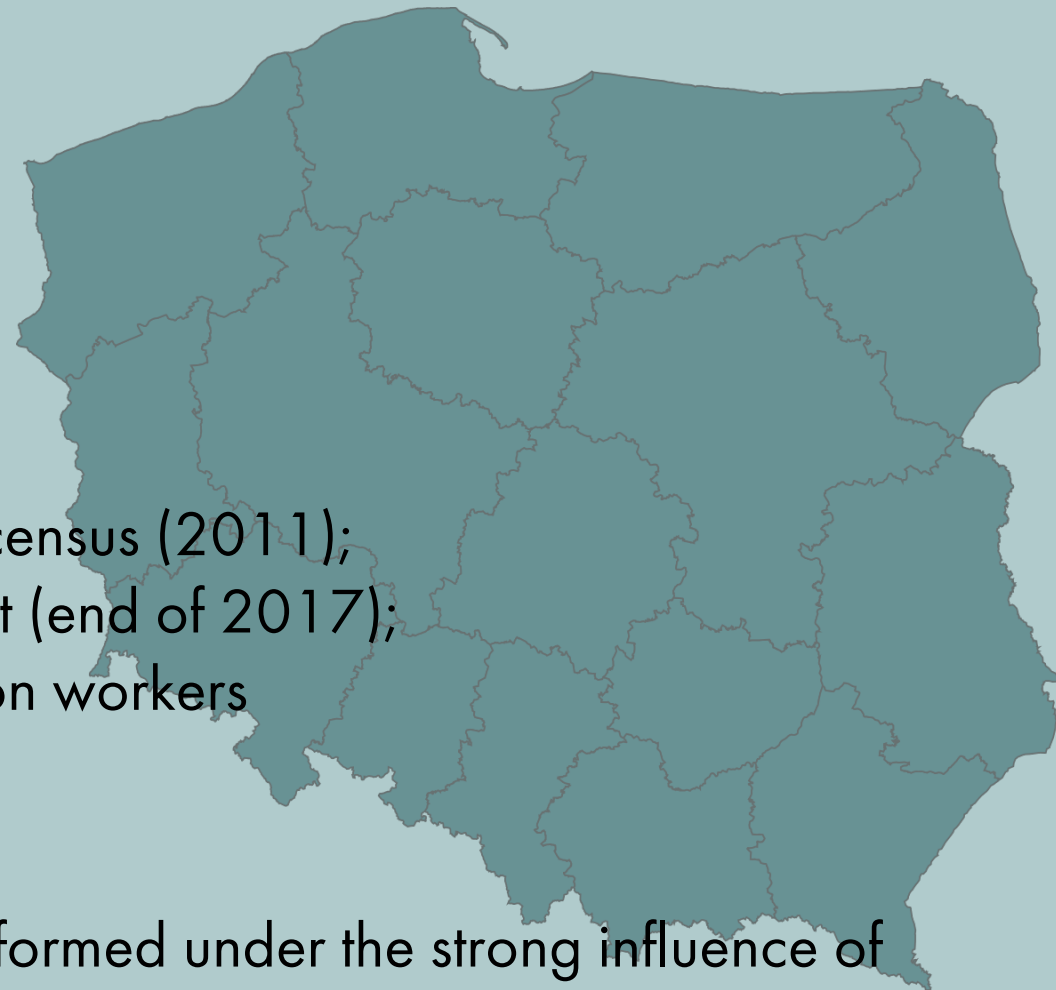 census (2011);
t (end of 2017);
on workers
formed under the strong influence of